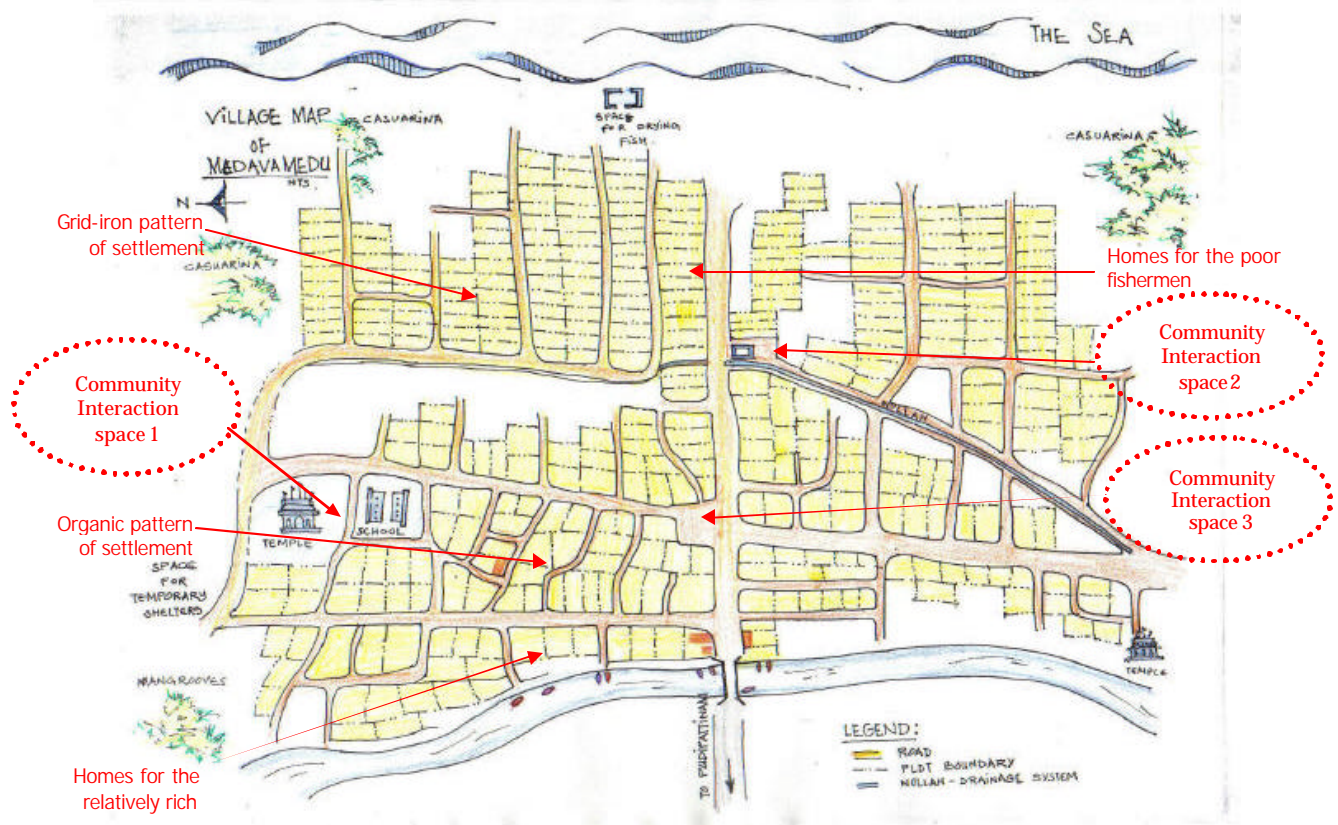 THE SEA
VILLAGE MAP
OF
MADAVAMEDU
NTS.
CASUARINA
SPACE
FOR DRYING
FISH
CASUARINA
N
Grid-iron pattern
of settlement
CASUARINA
Homes for the poor
fishermen
Community
Interaction
space 2
Community
Interaction
space 1
NOLLAH
Community
Interaction
space 3
TEMPLE
SCHOOL
Organic pattern
of settlement
SPACE
FOR
TEMPORARY
SHELTERS
TEMPLE
MANGROOVES
TO PUDIPATTINAM
LEGEND:
ROAD
PLOT BOUNDARY
NOLLAH - DRAINAGE SYSTEM
Homes for the
relatively rich